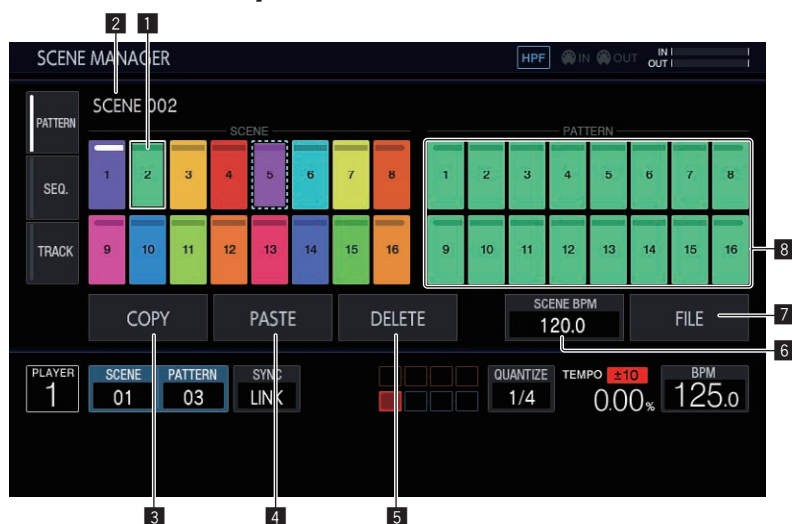 2 1
SCENE MANAGER HPF IN OUT IN
OUT
SCENE 002
PATTERN
SCENE PATTERN
1 2 3 4 5 6 7 8 1 2 3 4 5 6 7 8
SEQ.
TRACK
9 10 11 12 13 14 15 16 9 10 11 12 13 14 15 16
8
COPY PASTE DELETE SCENE BPM FILE 7
120.0
6
PLAYER SCENE PATTERN SYNC QUANTIZE TEMPO ±10 BPM
1 01 03 LINK 1/4 0.00% 125.0
3 4 5